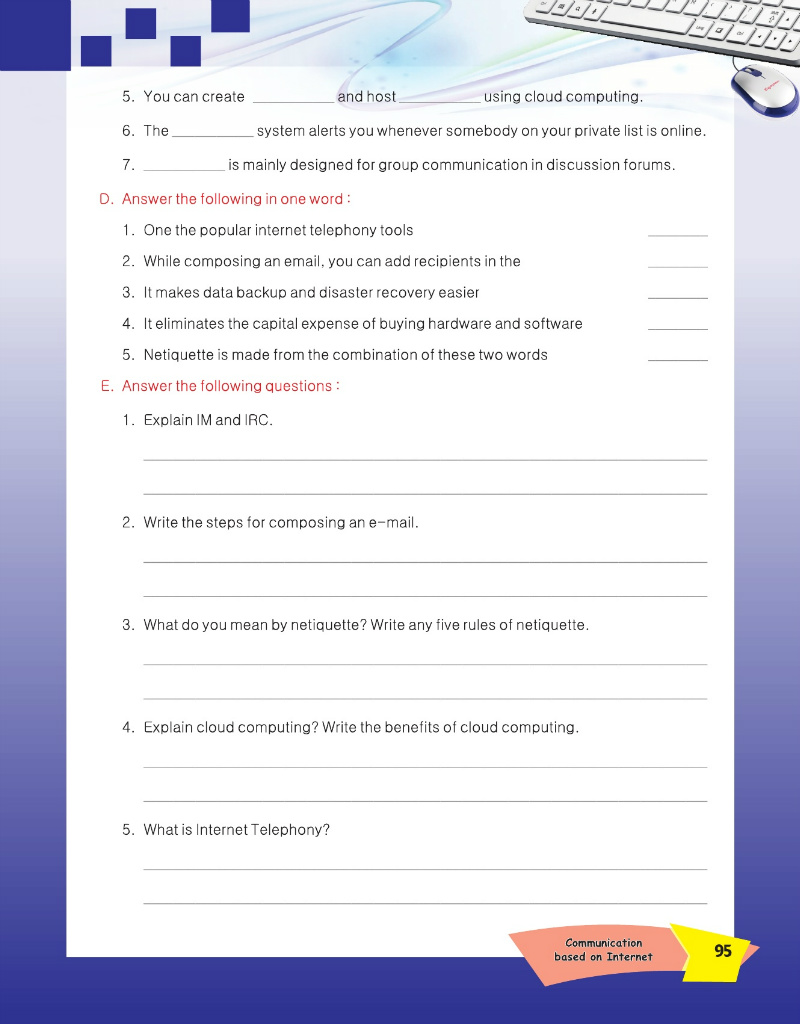 5. You can create __________ and host __________ using cloud computing.
6. The __________ system alerts you whenever somebody on your private list is online.
7. __________ is mainly designed for group communication in discussion forums.
D. Answer the following in one word :
1. One the popular internet telephony tools ________
2. While composing an email, you can add recipients in the ________
3. It makes data backup and disaster recovery easier ________
4. It eliminates the capital expense of buying hardware and software ________
5. Netiquette is made from the combination of these two words ________
E. Answer the following questions :
1. Explain IM and IRC.
2. Write the steps for composing an e-mail.
3. What do you mean by netiquette? Write any five rules of netiquette.
4. Explain cloud computing? Write the benefits of cloud computing.
5. What is Internet Telephony?
Communication
based on Internet
95